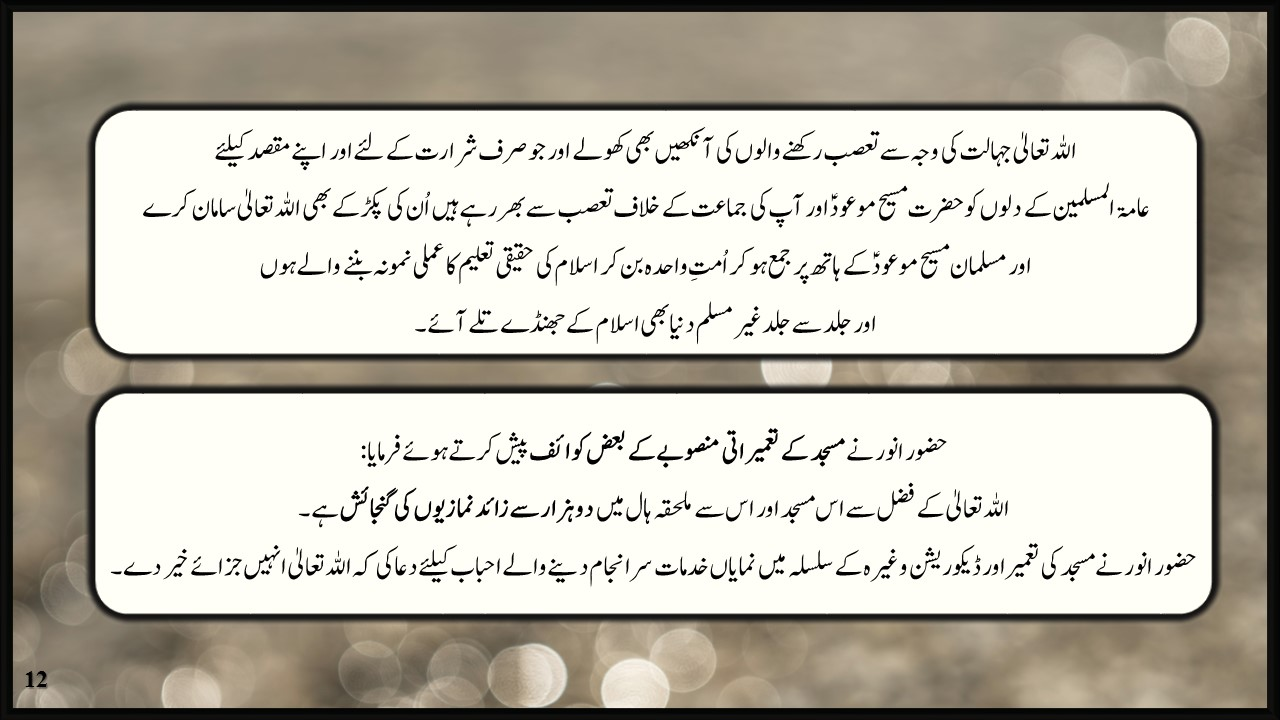 اللہ تعالیٰ جہالت کی وجہ سے تعصب رکھنے والوں کی آنکھیں بھی کھولے اور جو صرف شرارت کے لئے اور اپنے مقصد کیلئے
عامۃ المسلمین کے دلوں کو حضرت مسیح موعودؑ اور آپ کی جماعت کے خلاف تعصب سے بھر رہے ہیں اُن کی پکڑ کے بھی اللہ تعالیٰ سامان کرے
اور مسلمان مسیح موعودؑ کے ہاتھ پر جمع ہو کر اُمتِ واحدہ بن کر اسلام کی حقیقی تعلیم کا عملی نمونہ بننے والے ہوں
اور جلد سے جلد غیر مسلم دنیا بھی اسلام کے جھنڈے تلے آئے۔
حضور انور نے مسجد کے تعمیراتی منصوبے کے بعض کوائف پیش کرتے ہوئے فرمایا:
اللہ تعالیٰ کے فضل سے اس مسجد اور اس سے ملحقہ ہال میں دو ہزار سے زائد نمازیوں کی گنجائش ہے۔
حضور انور نے مسجد کی تعمیر اور ڈیکوریشن وغیرہ کے سلسلہ میں نمایاں خدمات سر انجام دینے والے احباب کیلئے دعا کی کہ اللہ تعالیٰ انہیں جزائے خیر دے۔
12